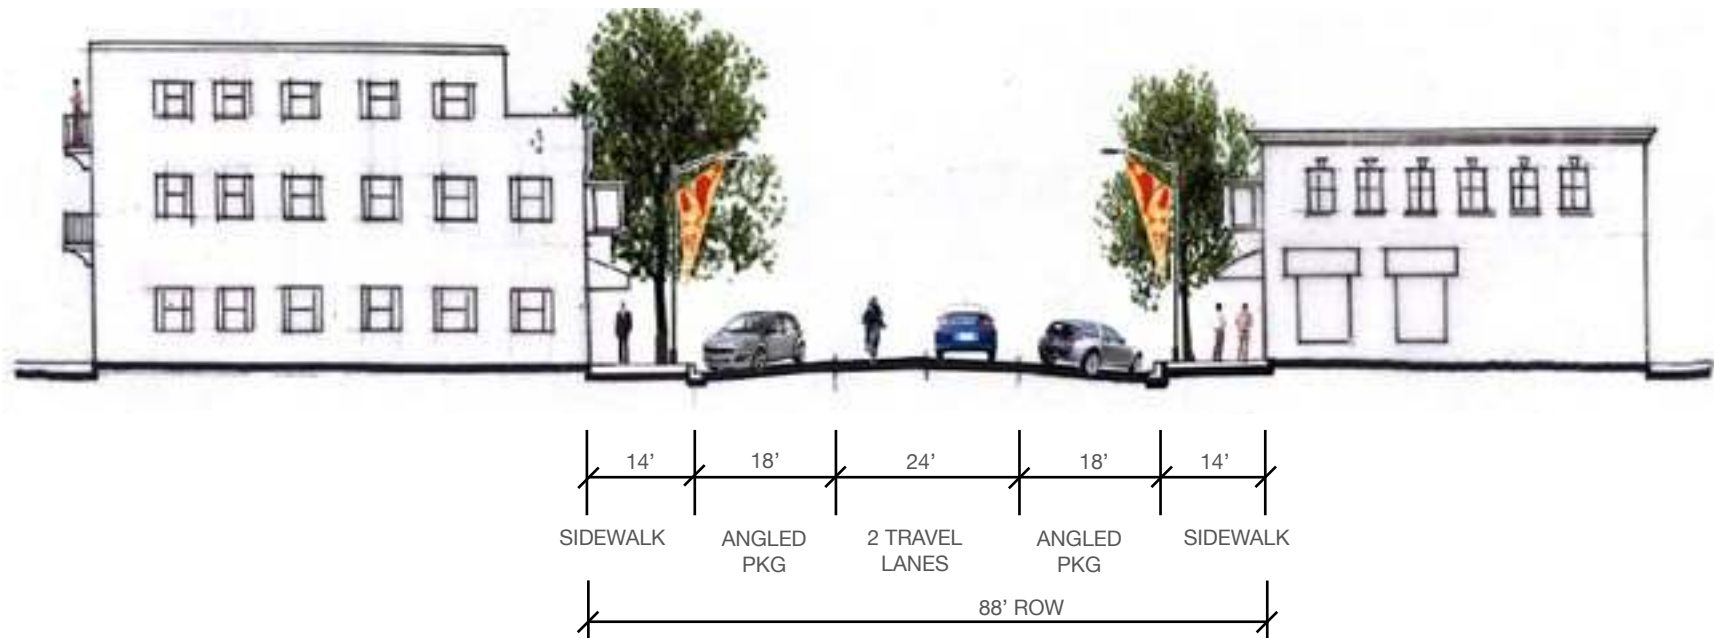 14’ 18’ 24’ 18’ 14’
SIDEWALK ANGLED 2 TRAVEL ANGLED SIDEWALK
PKG LANES PKG
88’ ROW